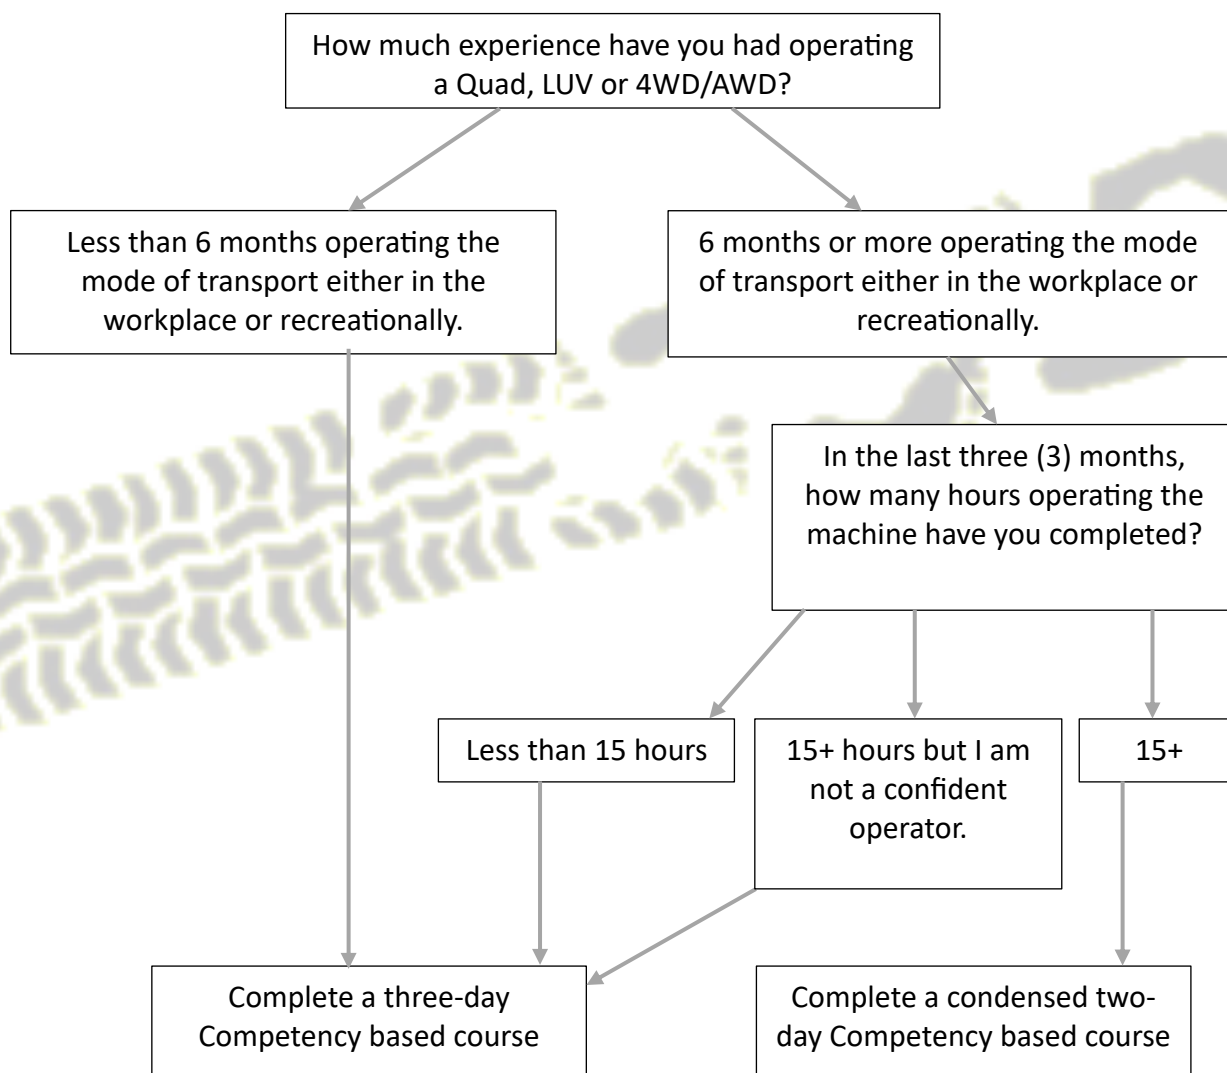 How much experience have you had operating
a Quad, LUV or 4WD/AWD?
Less than 6 months operating the
mode of transport either in the
workplace or recreationally.
6 months or more operating the mode
of transport either in the workplace or
recreationally.
In the last three (3) months,
how many hours operating the
machine have you completed?
Less than 15 hours
15+ hours but I am
not a confident
operator.
15+
Complete a three-day
Competency based course
Complete a condensed two-
day Competency based course